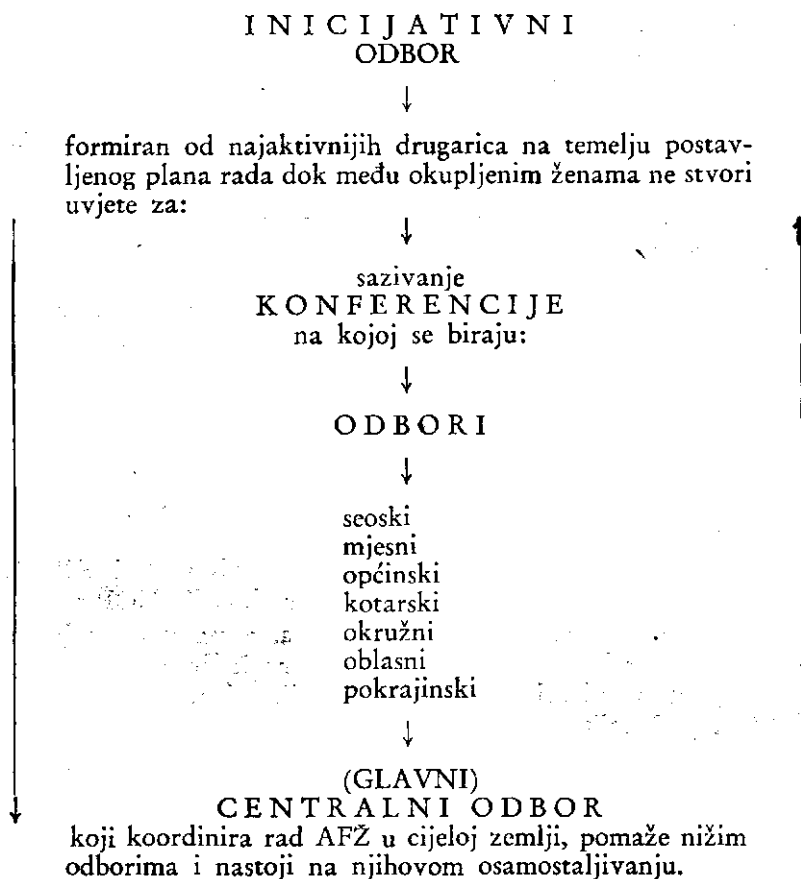 INICIJATIVNI
ODBOR
↓
formiran od najaktivnijih drugarica na temelju postav-
ljenog plana rada dok među okupljenim ženama ne stvori
uvjete za:
↓
sazivanje
KONFERENCIJE
na kojoj se biraju:
↓
ODBORI
↓
seoski
mjesni
općinski
kotarski
okružni
oblasni
pokrajinski
↓
(GLAVNI)
CENTRALNI ODBOR
koji koordinira rad AFŽ u cijeloj zemlji, pomaže nižim
odborima i nastoji na njihovom osamostaljivanju.